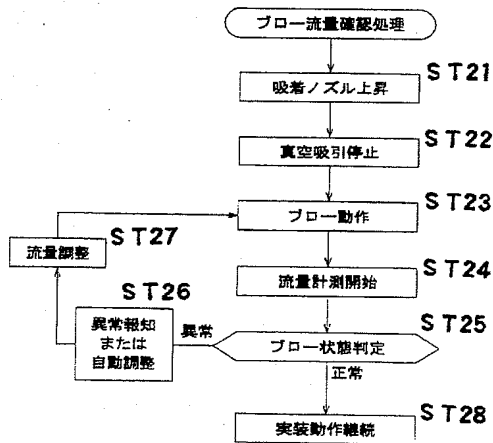 ブロー流量確認処理
ST21
吸着ノズル上昇
ST22
真空吸引停止
ST23
ブロー動作
ST27
流量調整
ST24
流量計測開始
ST26
異常報知
または
自動調整
異常
ST25
ブロー状態判定
正常
ST28
実装動作継続